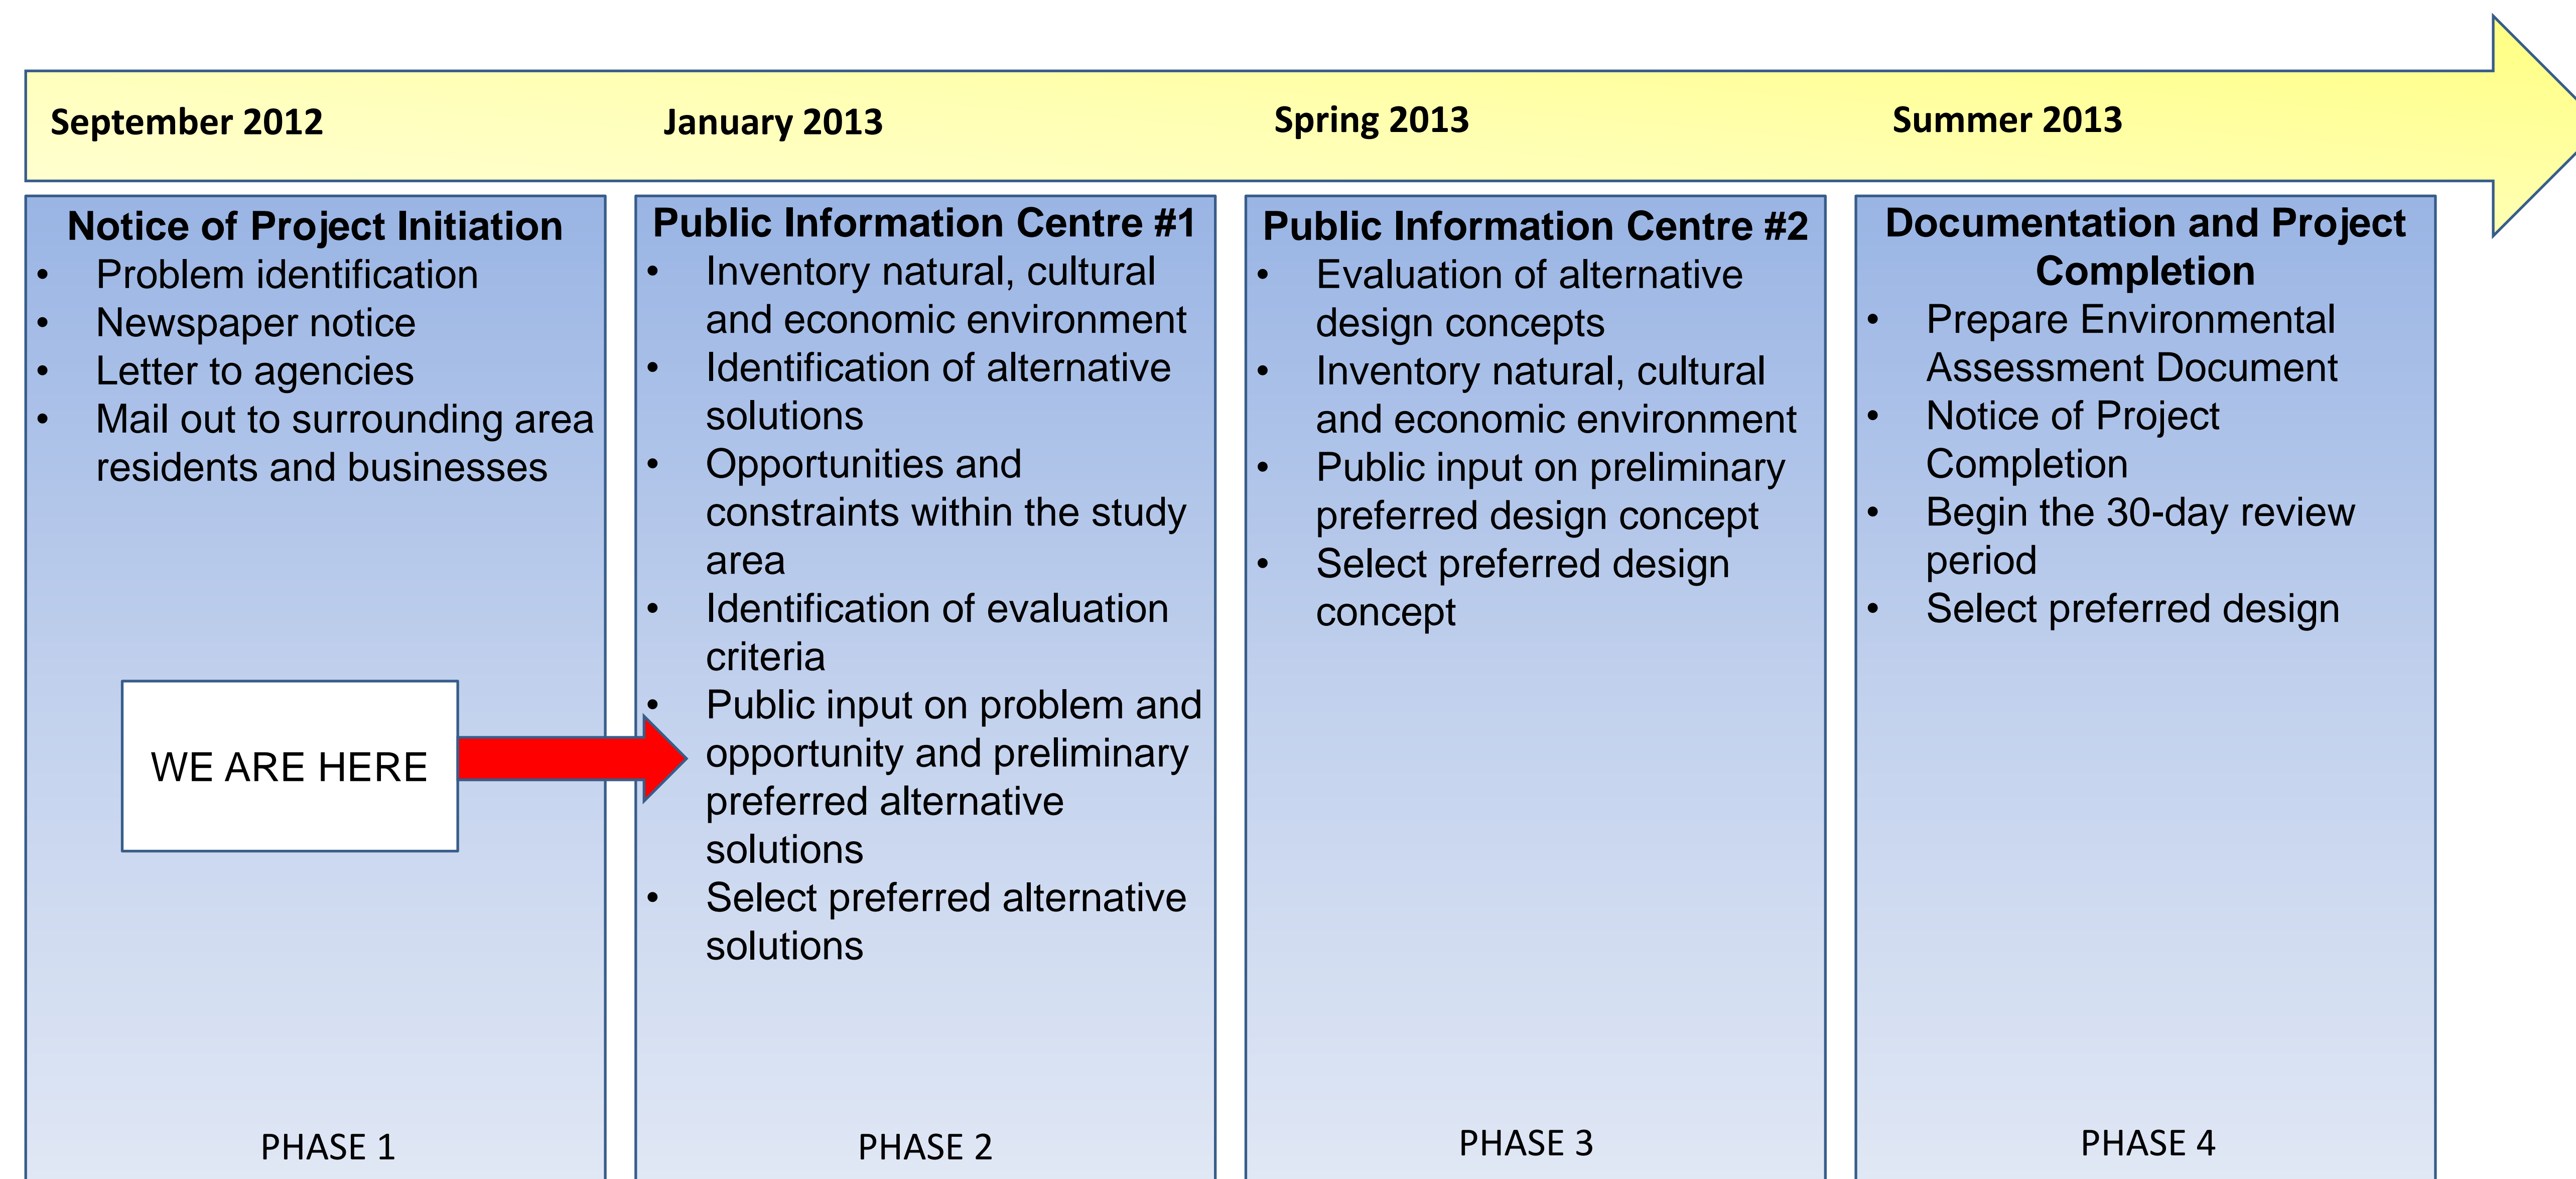 September 2012
January 2013
Spring 2013
Summer 2013
Notice of Project Initiation
• Problem identification
• Newspaper notice
• Letter to agencies
• Mail out to surrounding area
residents and businesses
WE ARE HERE
PHASE 1
Public Information Centre #1
• Inventory natural, cultural
and economic environment
• Identification of alternative
solutions
• Opportunities and
constraints within the study
area
• Identification of evaluation
criteria
• Public input on problem and
opportunity and preliminary
preferred alternative
solutions
• Select preferred alternative
solutions
PHASE 2
Public Information Centre #2
• Evaluation of alternative
design concepts
• Inventory natural, cultural
and economic environment
• Public input on preliminary
preferred design concept
• Select preferred design
concept
PHASE 3
Documentation and Project
Completion
• Prepare Environmental
Assessment Document
• Notice of Project
Completion
• Begin the 30-day review
period
• Select preferred design
PHASE 4